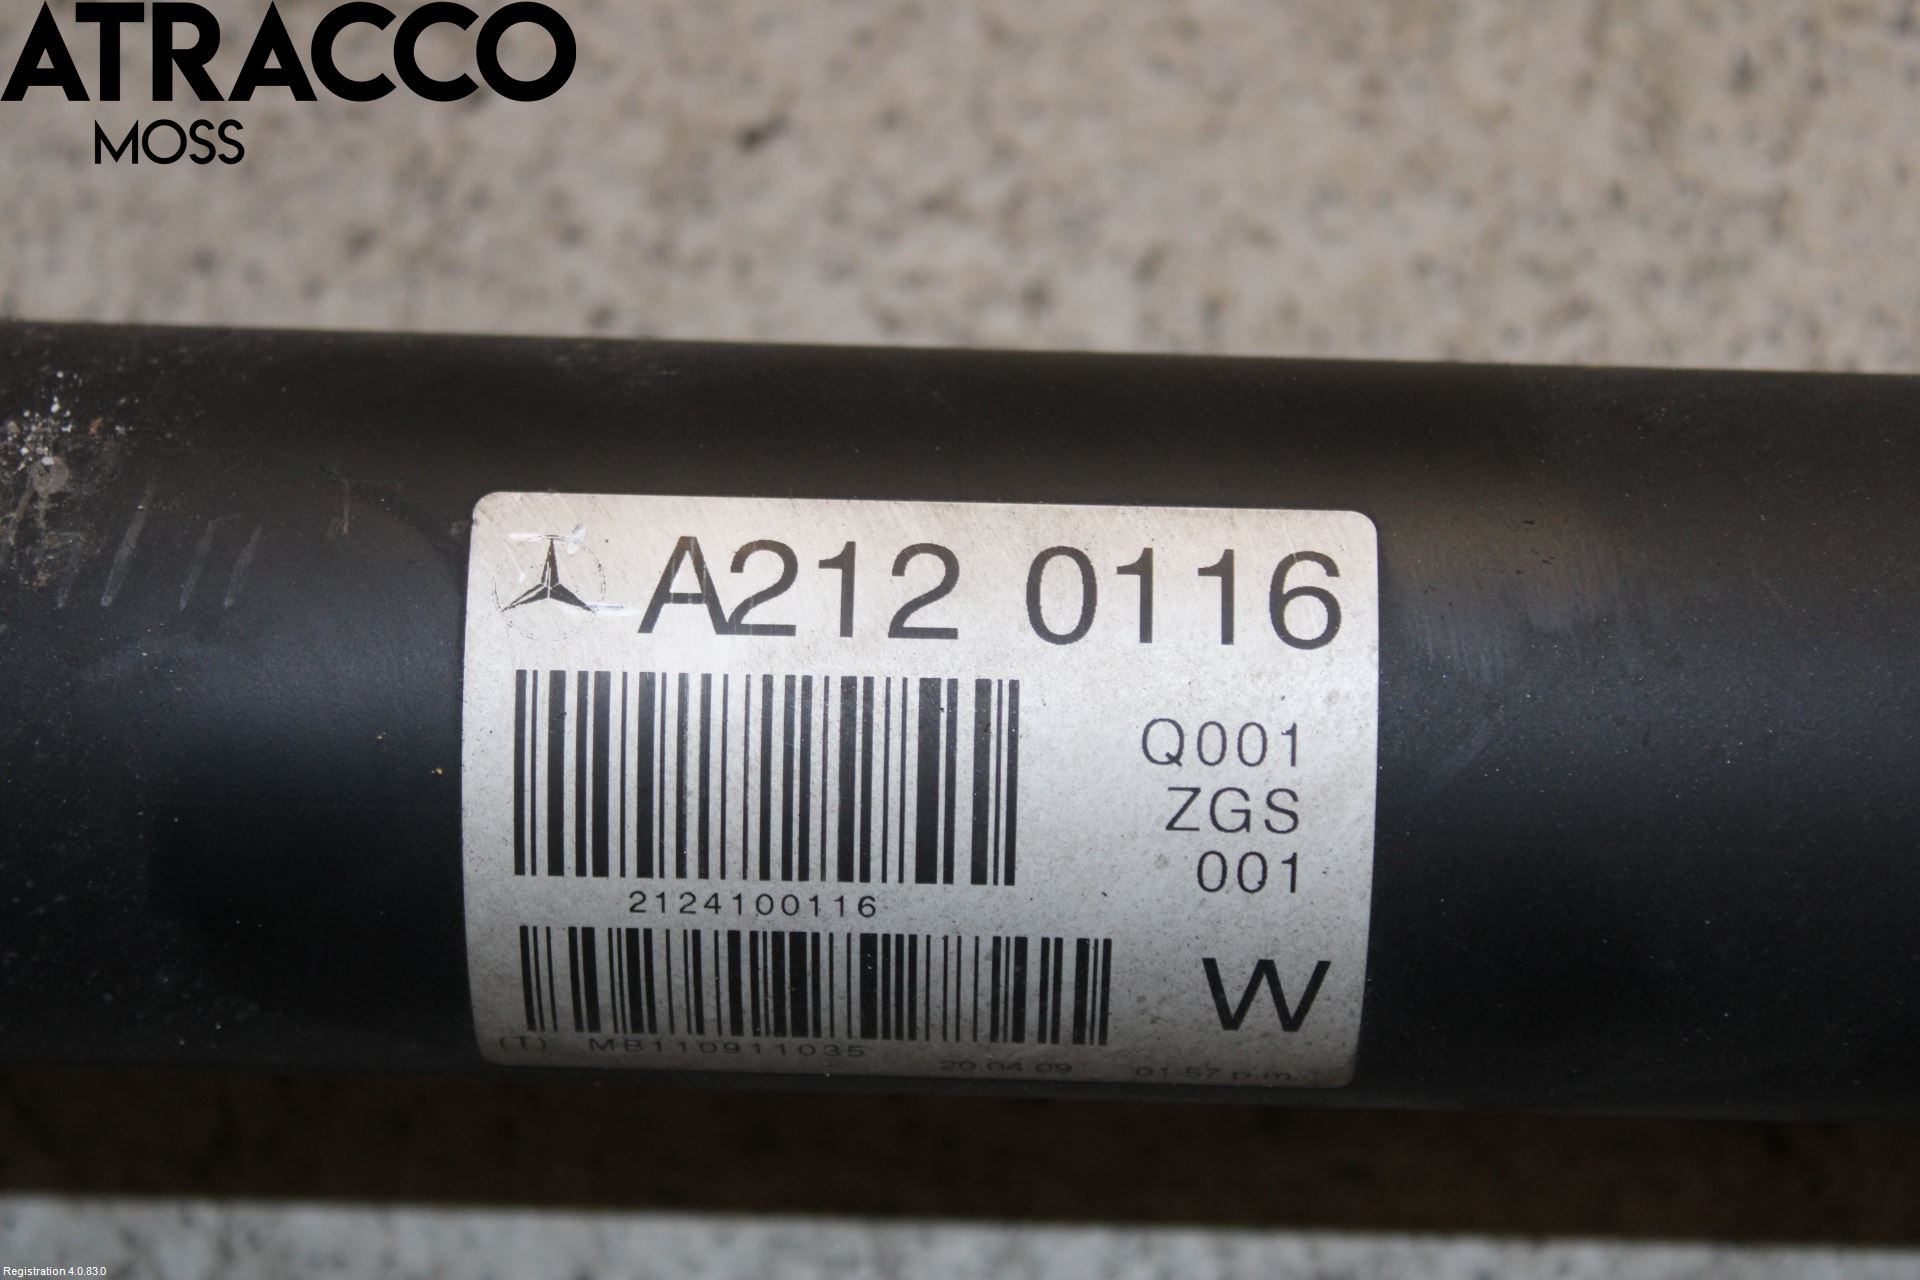 ATRACCO
MOSS
A212 0116
Q001
ZGS
001
2124100116
W
(T) MB110911035 20.04.09 01:57 p.m.
Registration 4.0.83.0